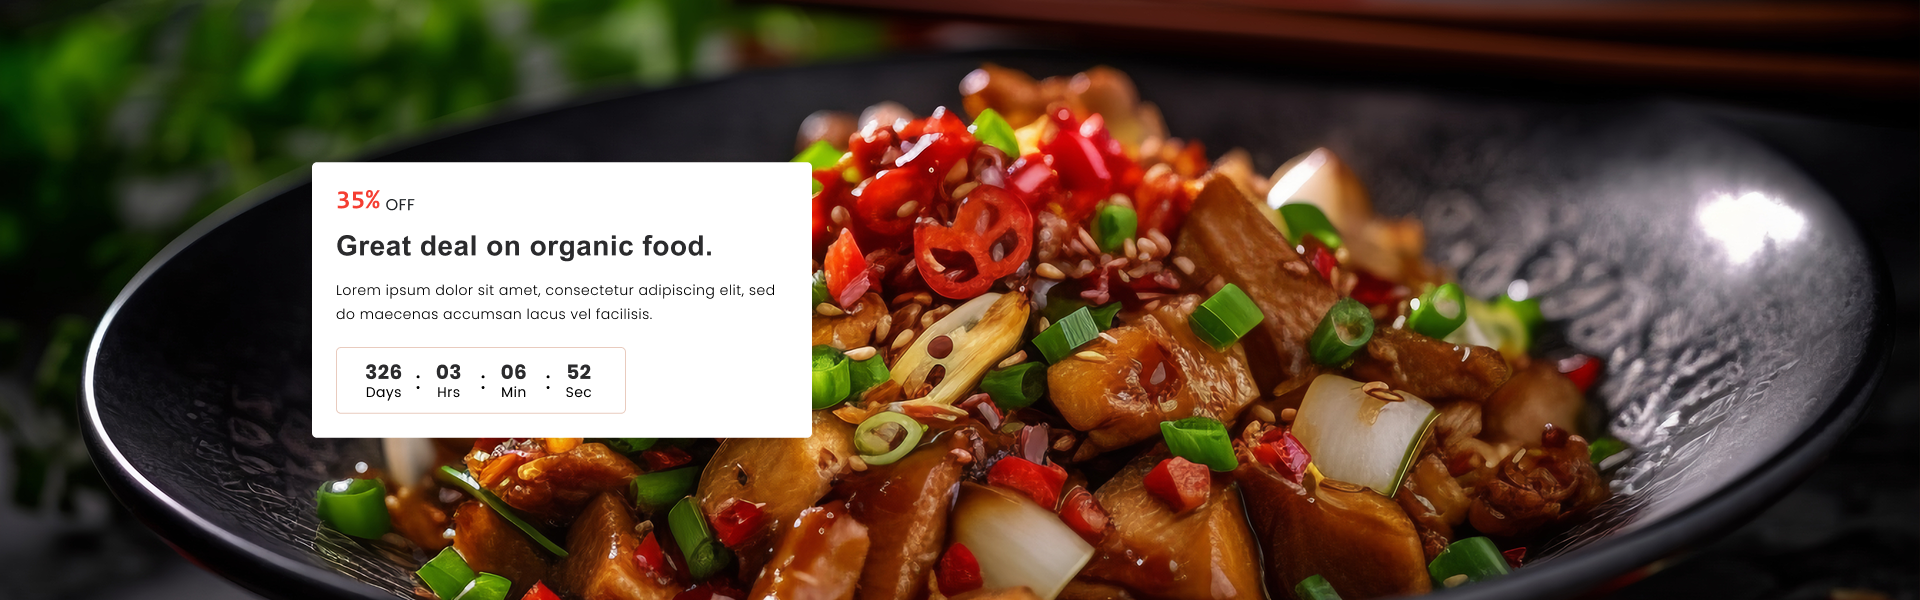 35% OFF
Great deal on organic food.
Lorem ipsum dolor sit amet, consectetur adipiscing elit, sed
do maecenas accumsan lacus vel facilisis.
326 : 03 : 06 : 52
Days Hrs Min Sec